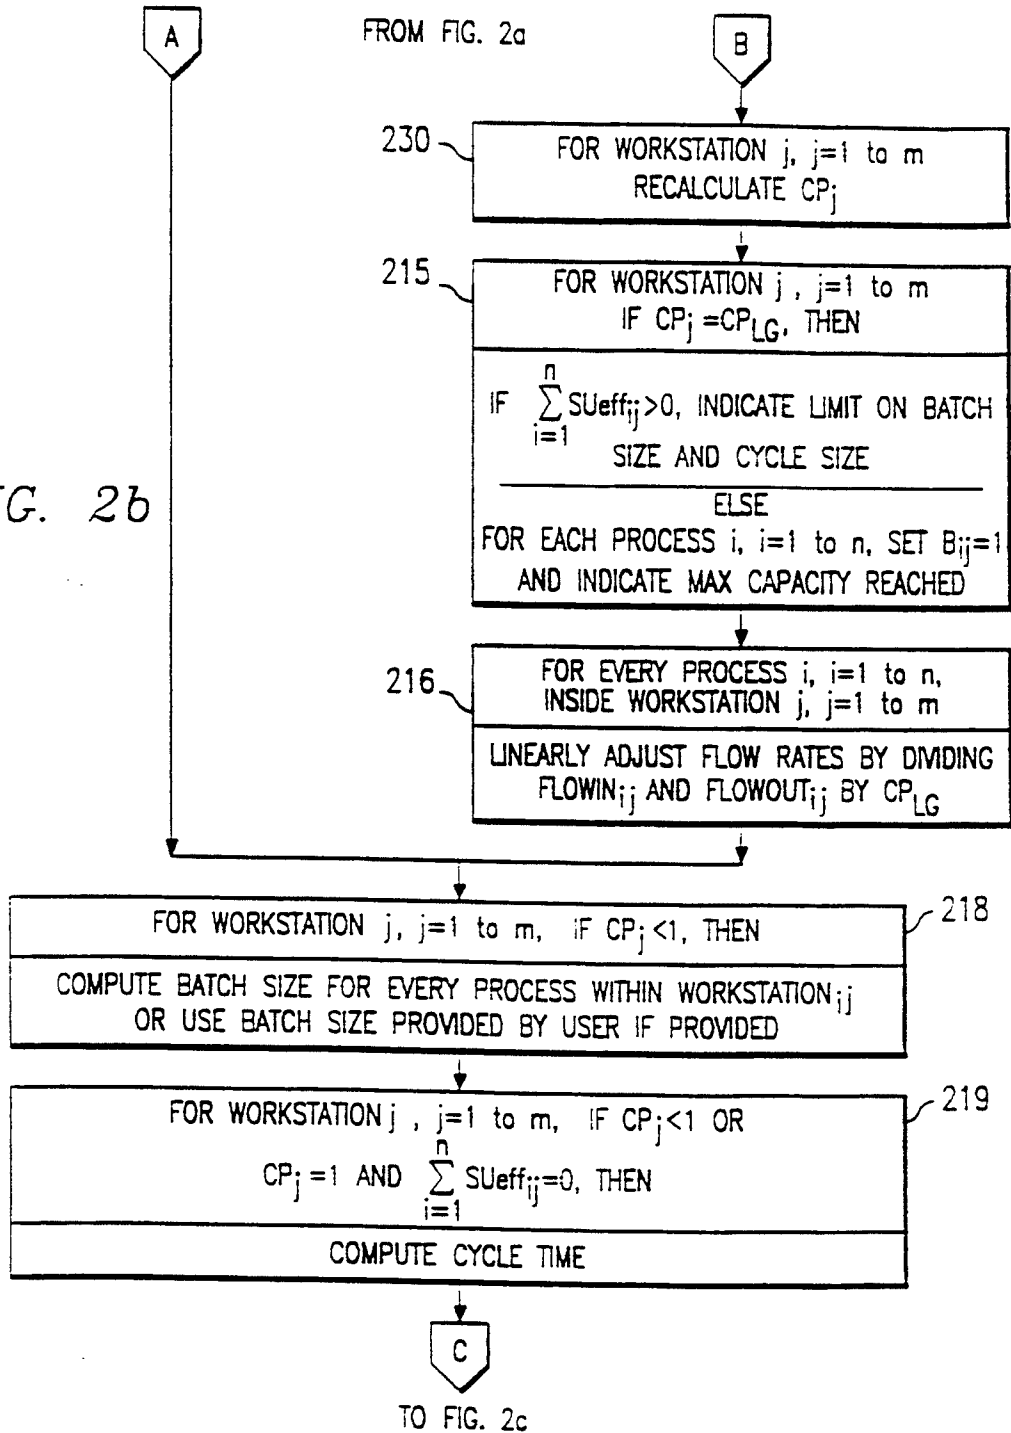 FROM FIG. 2a
A
B
230
FOR WORKSTATION j, j=1 to m
RECALCULATE CPj
215
FOR WORKSTATION j , j=1 to m
IF CPj =CPLG, THEN
n
IF ∑ SUeffij>0, INDICATE LIMIT ON BATCH
i=1
SIZE AND CYCLE SIZE
ELSE
FOR EACH PROCESS i, i=1 to n, SET Bij=1
AND INDICATE MAX CAPACITY REACHED
G. 2b
216
FOR EVERY PROCESS i, i=1 to n,
INSIDE WORKSTATION j, j=1 to m
LINEARLY ADJUST FLOW RATES BY DIVIDING
FLOWINij AND FLOWOUTij BY CPLG
218
FOR WORKSTATION j, j=1 to m, IF CPj<1, THEN
COMPUTE BATCH SIZE FOR EVERY PROCESS WITHIN WORKSTATIONij
OR USE BATCH SIZE PROVIDED BY USER IF PROVIDED
219
FOR WORKSTATION j , j=1 to m, IF CPj<1 OR
n
CPj =1 AND ∑ SUeffij=0, THEN
i=1
COMPUTE CYCLE TIME
C
TO FIG. 2c